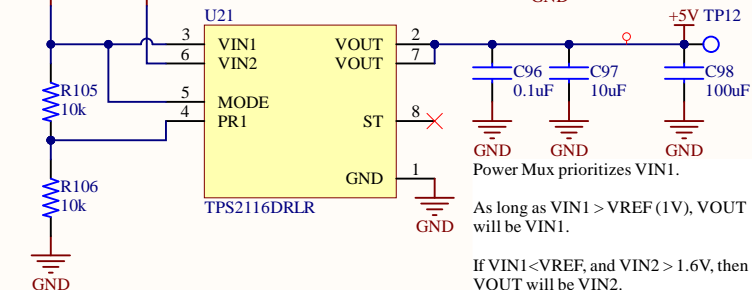 GND
U21
+5V TP12
3 VIN1 VOUT 2
6 VIN2 VOUT 7
5 MODE
4 PR1 ST 8
GND 1
TPS2116DRLR
R105
10k
R106
10k
GND
GND
C96
0.1uF
C97
10uF
C98
100uF
GND
GND
GND
Power Mux prioritizes VIN1.
As long as VIN1 > VREF (1V), VOUT
will be VIN1.
If VIN1<VREF, and VIN2 > 1.6V, then
VOUT will be VIN2.